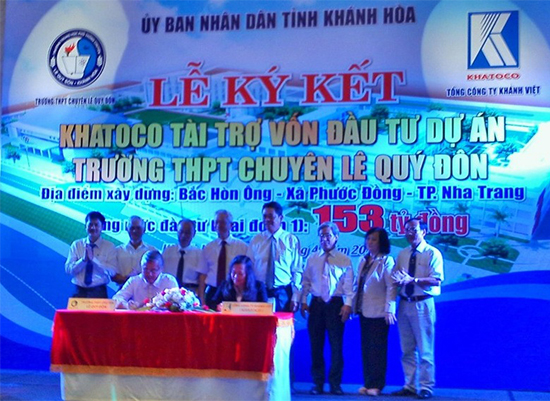 ỦY BAN NHÂN DÂN TỈNH KHÁNH HÒA
TRƯỜNG THPT CHUYÊN LÊ QUÝ ĐÔN
KHATOCO
TỔNG CÔNG TY KHÁNH VIỆT
LỄ KÝ KẾT
KHATOCO TÀI TRỢ VỐN ĐẦU TƯ DỰ ÁN
TRƯỜNG THPT CHUYÊN LÊ QUÝ ĐÔN
Địa điểm xây dựng: Bắc Hòn Ông - Xã Phước Đồng - TP. Nha Trang
đoạn 1): 153 tỷ đồng